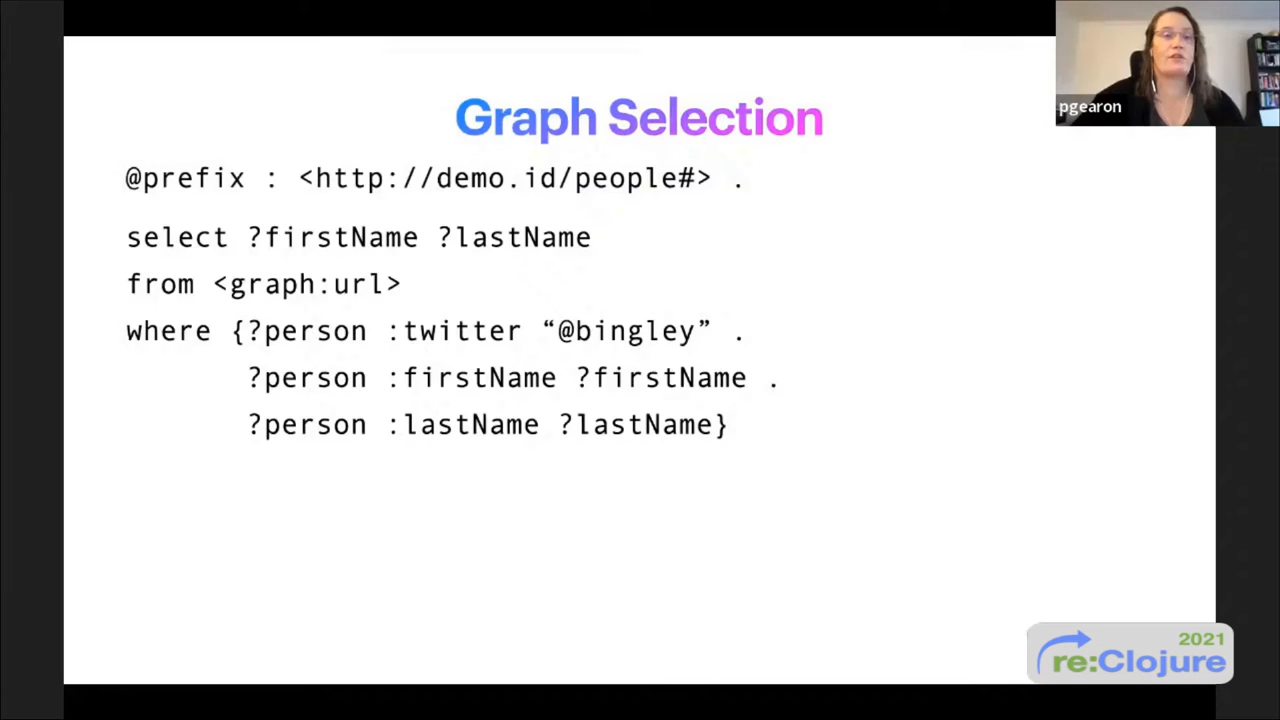 pgearon
Graph Selection
@prefix : <http://demo.id/people#> .
select ?firstName ?lastName
from <graph:url>
where {?person :twitter “@bingley” .
?person :firstName ?firstName .
?person :lastName ?lastName}
2021
re:Clojure